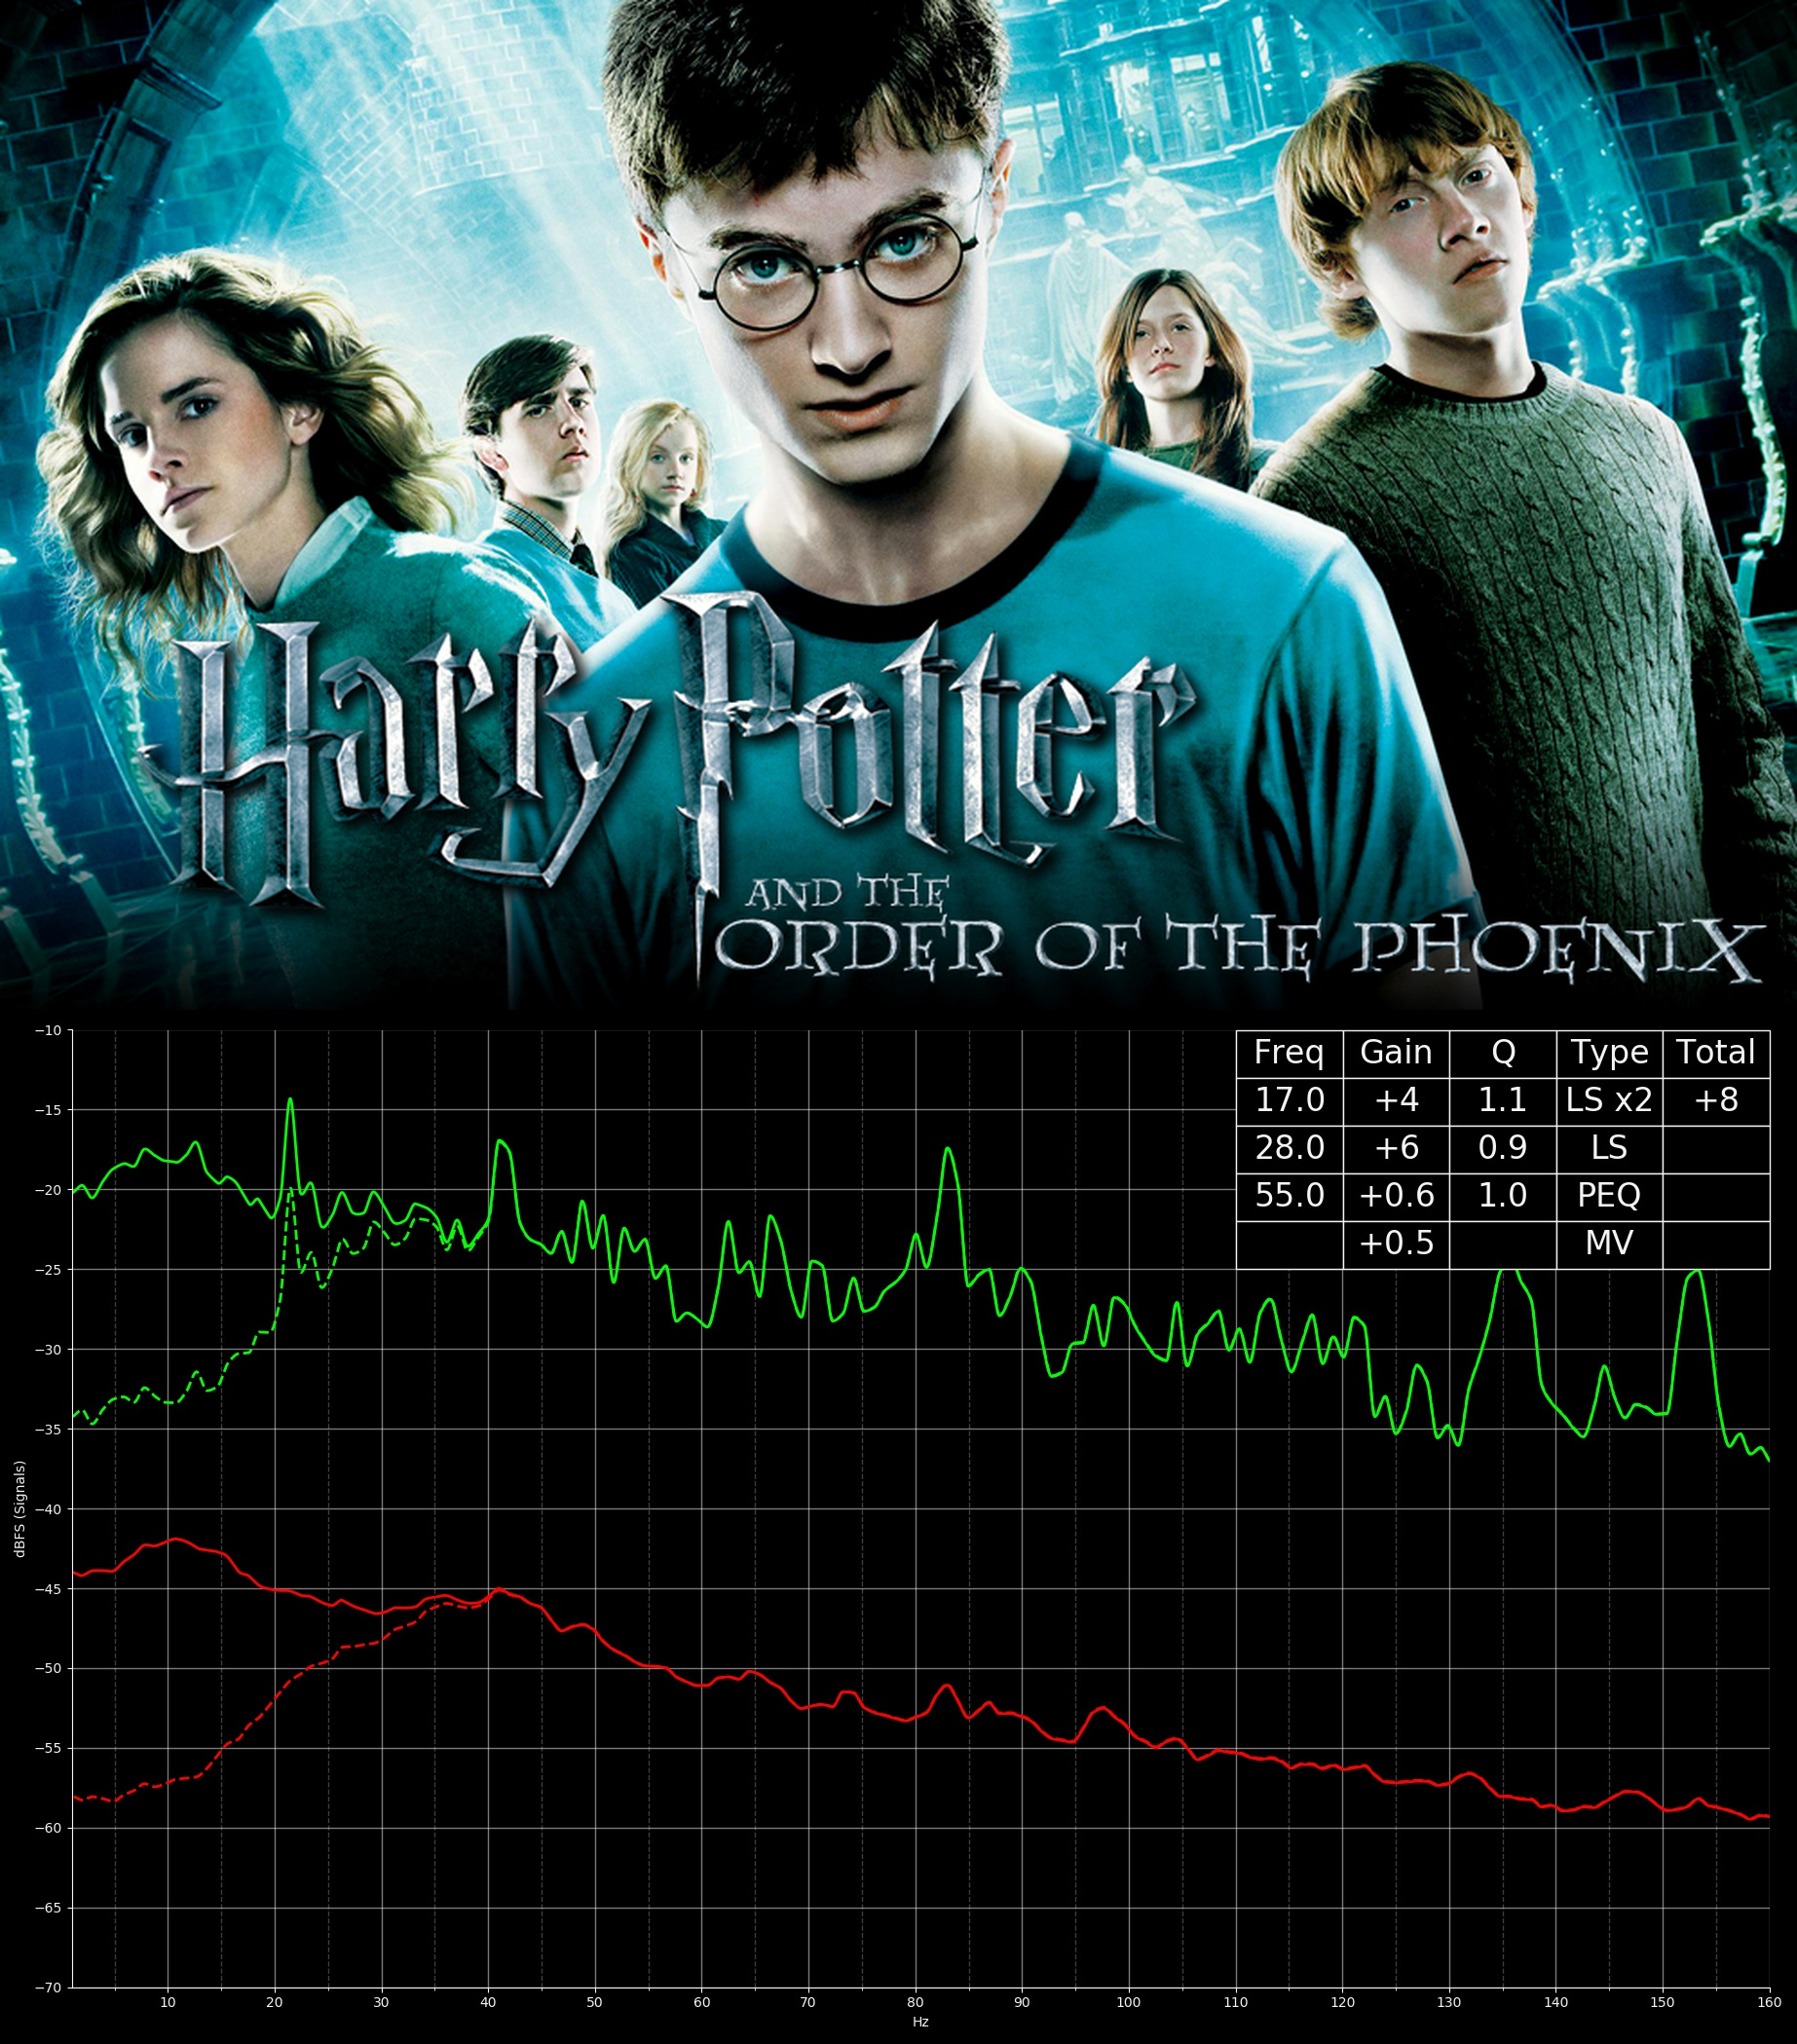 Harry Potter
AND THE
ORDER OF THE PHOENIX
Freq Gain Q Type Total
17.0 +4 1.1 LS x2 +8
28.0 +6 0.9 LS
55.0 +0.6 1.0 PEQ
+0.5 MV
−10
−15
−20
−25
−30
−35
−40
−45
−50
−55
−60
−65
−70
dBFS (Signals)
10 20 30 40 50 60 70 80 90 100 110 120 130 140 150 160
Hz